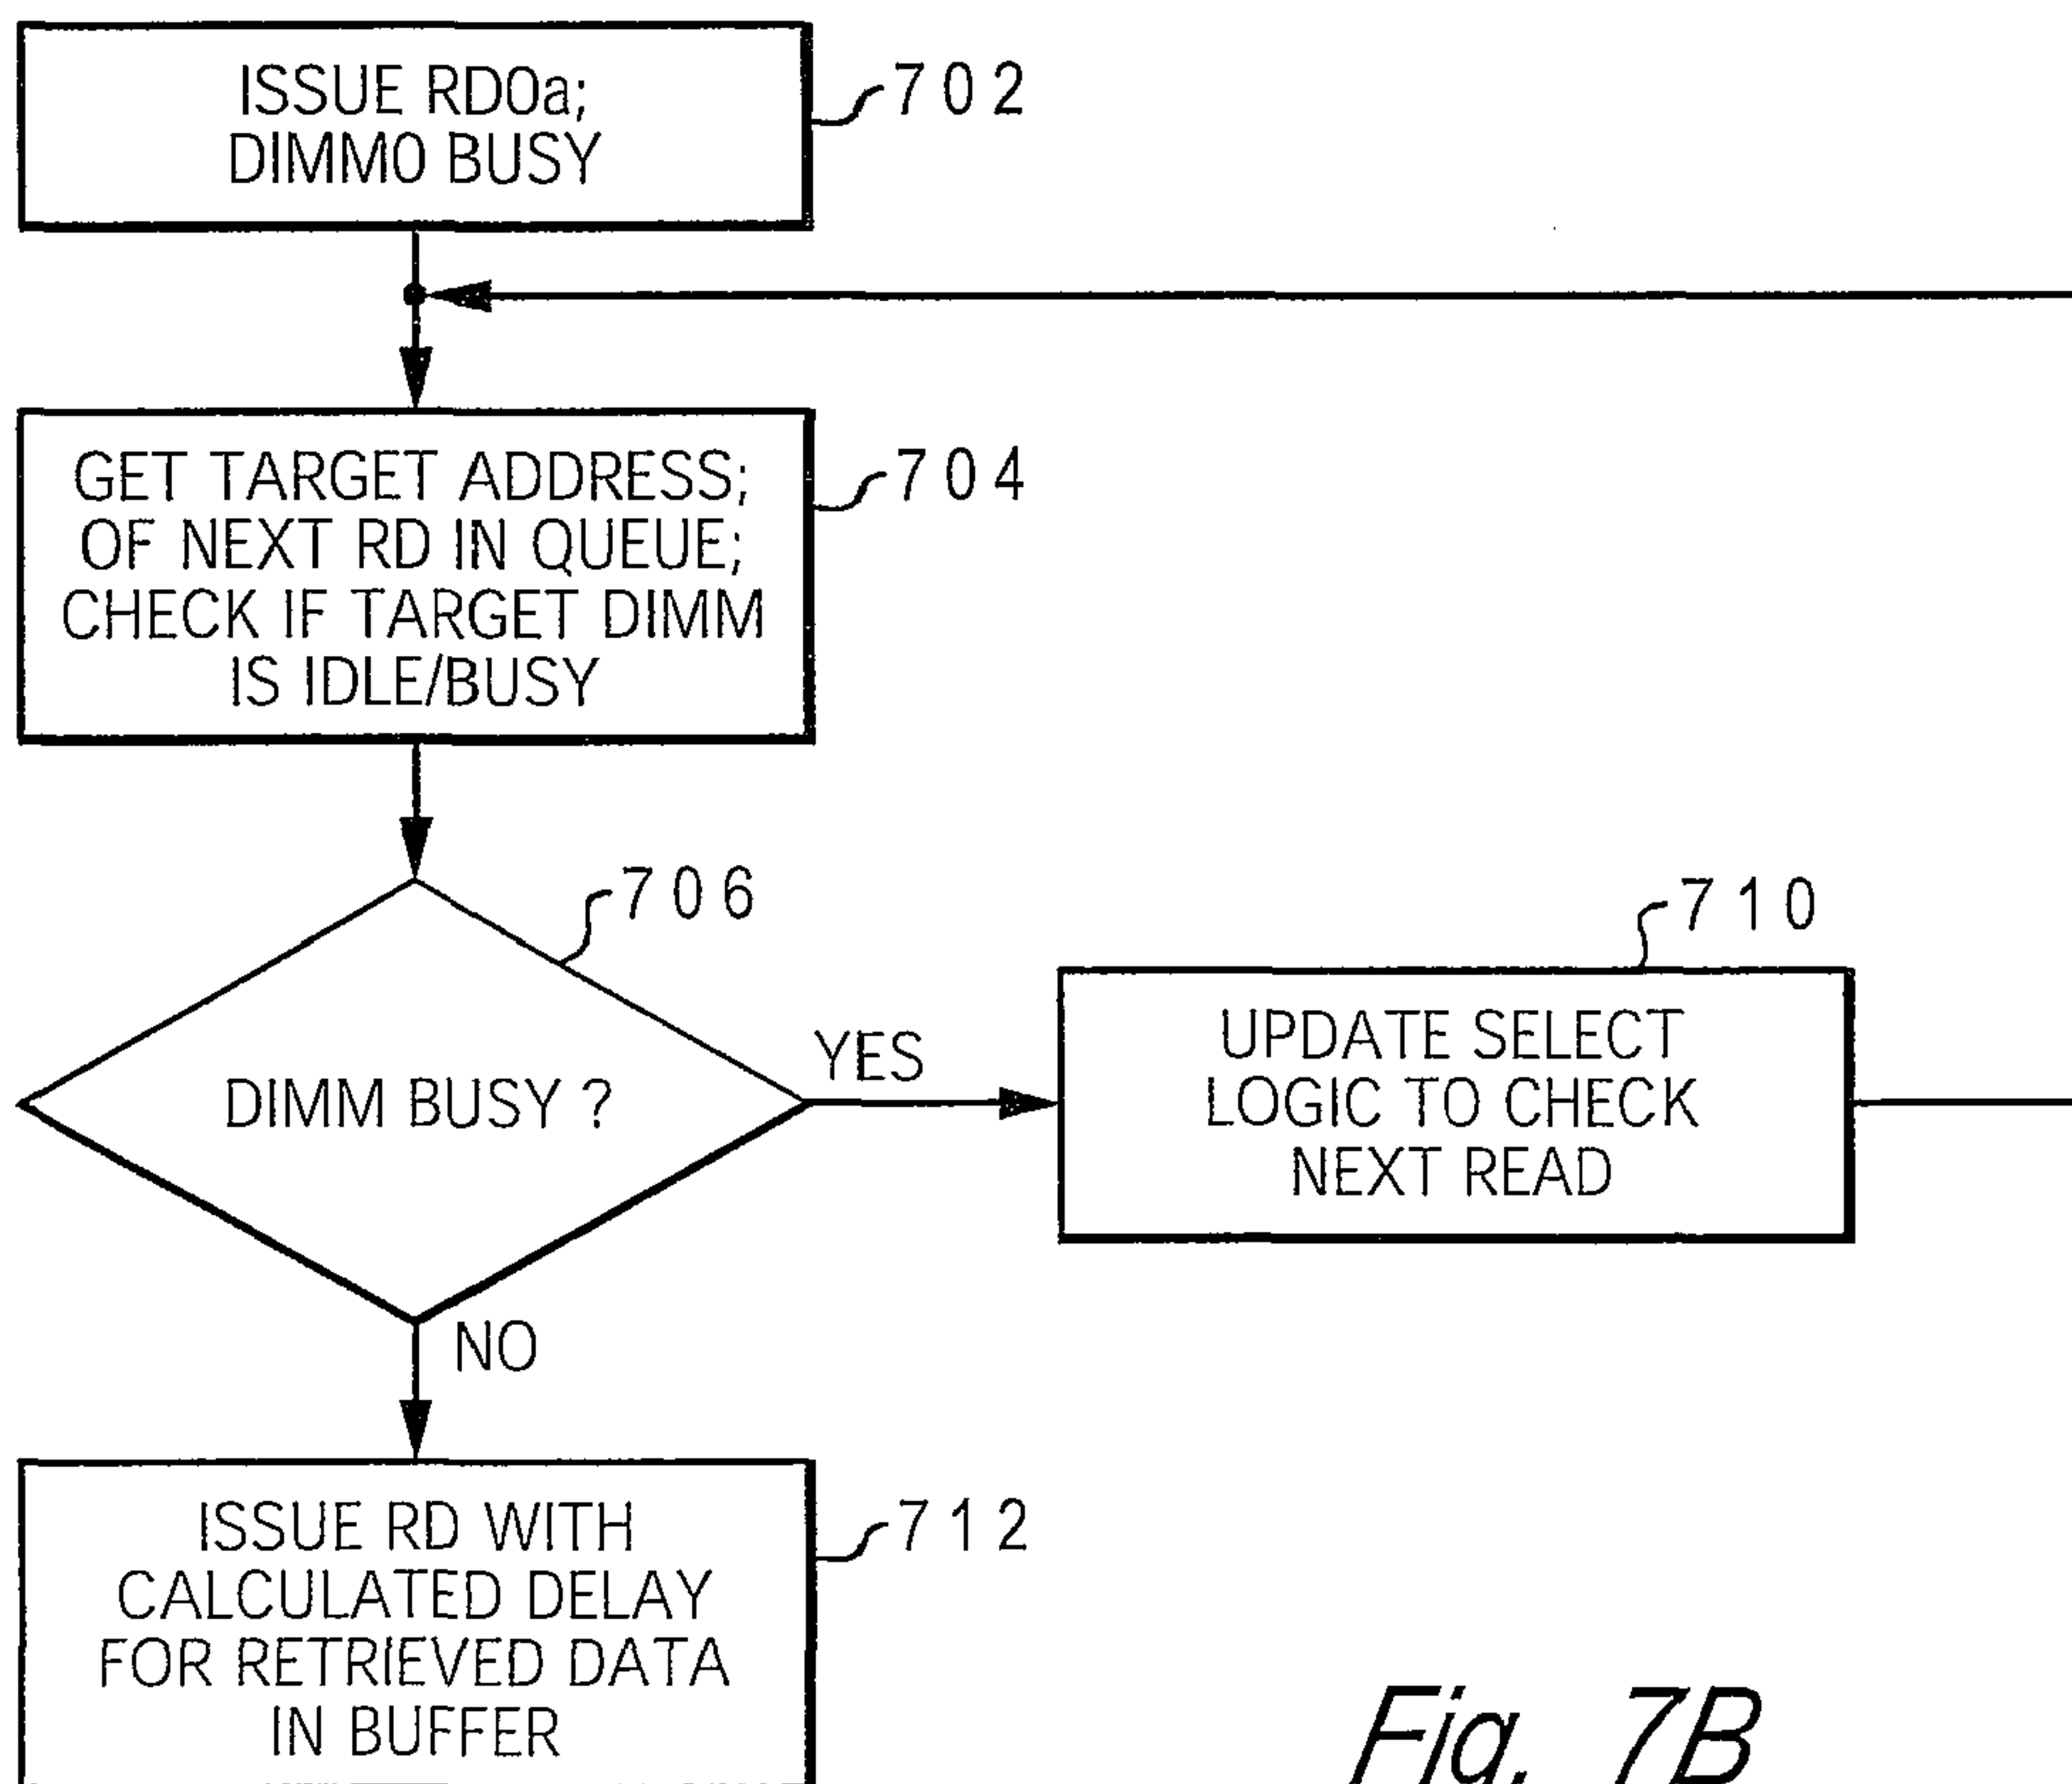 ISSUE RD0a;
DIMM0 BUSY
702
GET TARGET ADDRESS;
OF NEXT RD IN QUEUE;
CHECK IF TARGET DIMM
IS IDLE/BUSY
704
706
DIMM BUSY ?
YES
710
UPDATE SELECT
LOGIC TO CHECK
NEXT READ
NO
ISSUE RD WITH
CALCULATED DELAY
FOR RETRIEVED DATA
IN BUFFER
712
Fig. 7B